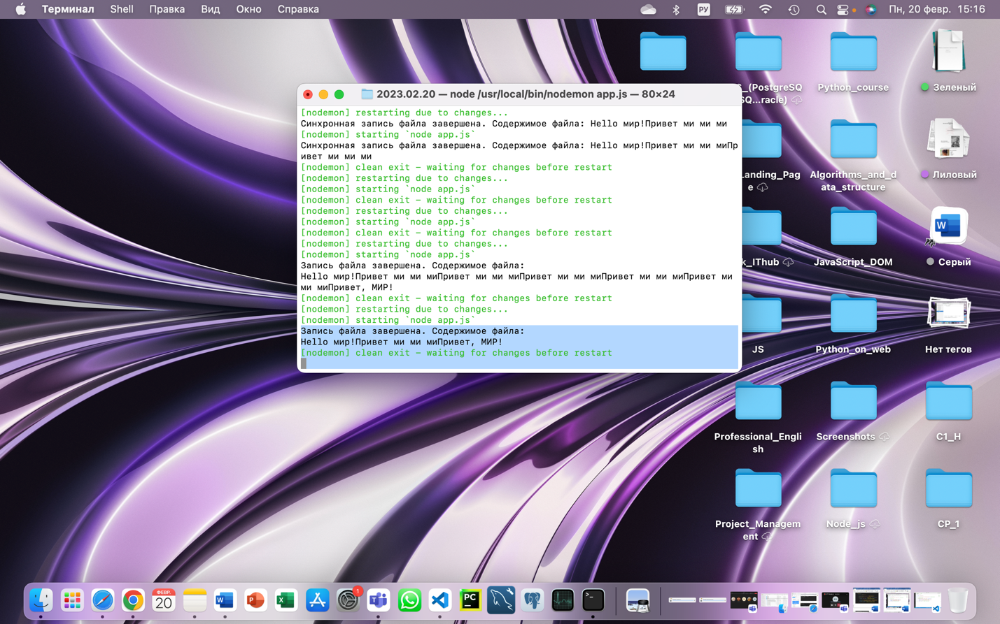 Терминал Shell Правка Вид Окно Справка
РУ
Пн, 20 февр. 15:16
2023.02.20 — node /usr/local/bin/nodemon app.js — 80×24
[nodemon] restarting due to changes...
Синхронная запись файла завершена. Содержимое файла: Hello мир!Привет ми ми ми
[nodemon] starting `node app.js`
Синхронная запись файла завершена. Содержимое файла: Hello мир!Привет ми ми миПр
ивет ми ми ми
[nodemon] clean exit - waiting for changes before restart
[nodemon] restarting due to changes...
[nodemon] starting `node app.js`
[nodemon] clean exit - waiting for changes before restart
[nodemon] restarting due to changes...
[nodemon] starting `node app.js`
[nodemon] clean exit - waiting for changes before restart
[nodemon] restarting due to changes...
[nodemon] starting `node app.js`
Запись файла завершена. Содержимое файла:
Hello мир!Привет ми ми миПривет ми ми миПривет ми ми миПривет ми ми миПривет ми
ми миПривет, МИР!
[nodemon] clean exit - waiting for changes before restart
[nodemon] restarting due to changes...
[nodemon] starting `node app.js`
Запись файла завершена. Содержимое файла:
Hello мир!Привет ми ми миПривет, МИР!
[nodemon] clean exit - waiting for changes before restart
S_(PostgreSQ
SQ...racle)
Python_course
Зеленый
Landing_Pag
e
Algorithms_and_d
ata_structure
Лиловый
k_IThub
JavaScript_DOM
W
Серый
JS
Python_on_web
Нет тегов
Professional_Engli
sh
Screenshots
C1_H
Project_Managem
ent
Node_js
CP_1
ФЕВР.
20
W
P
X
1
T
PC
>_